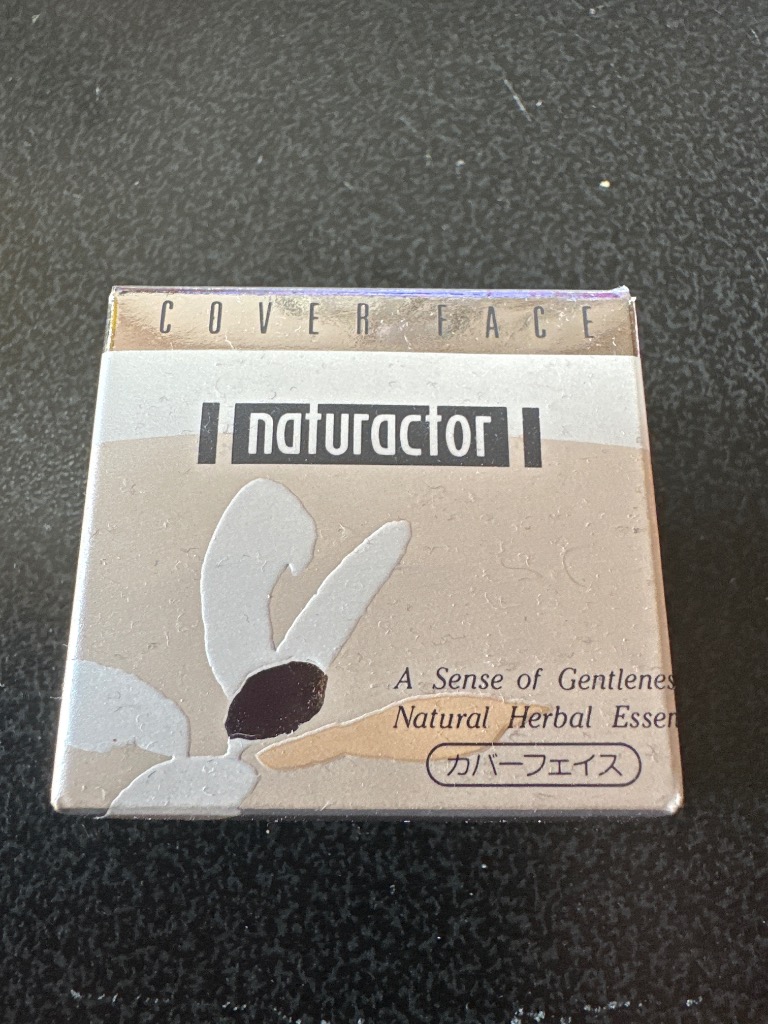 COVER FACE
naturactor
A Sense of Gentlenes
Natural Herbal Essen
カバーフェイス